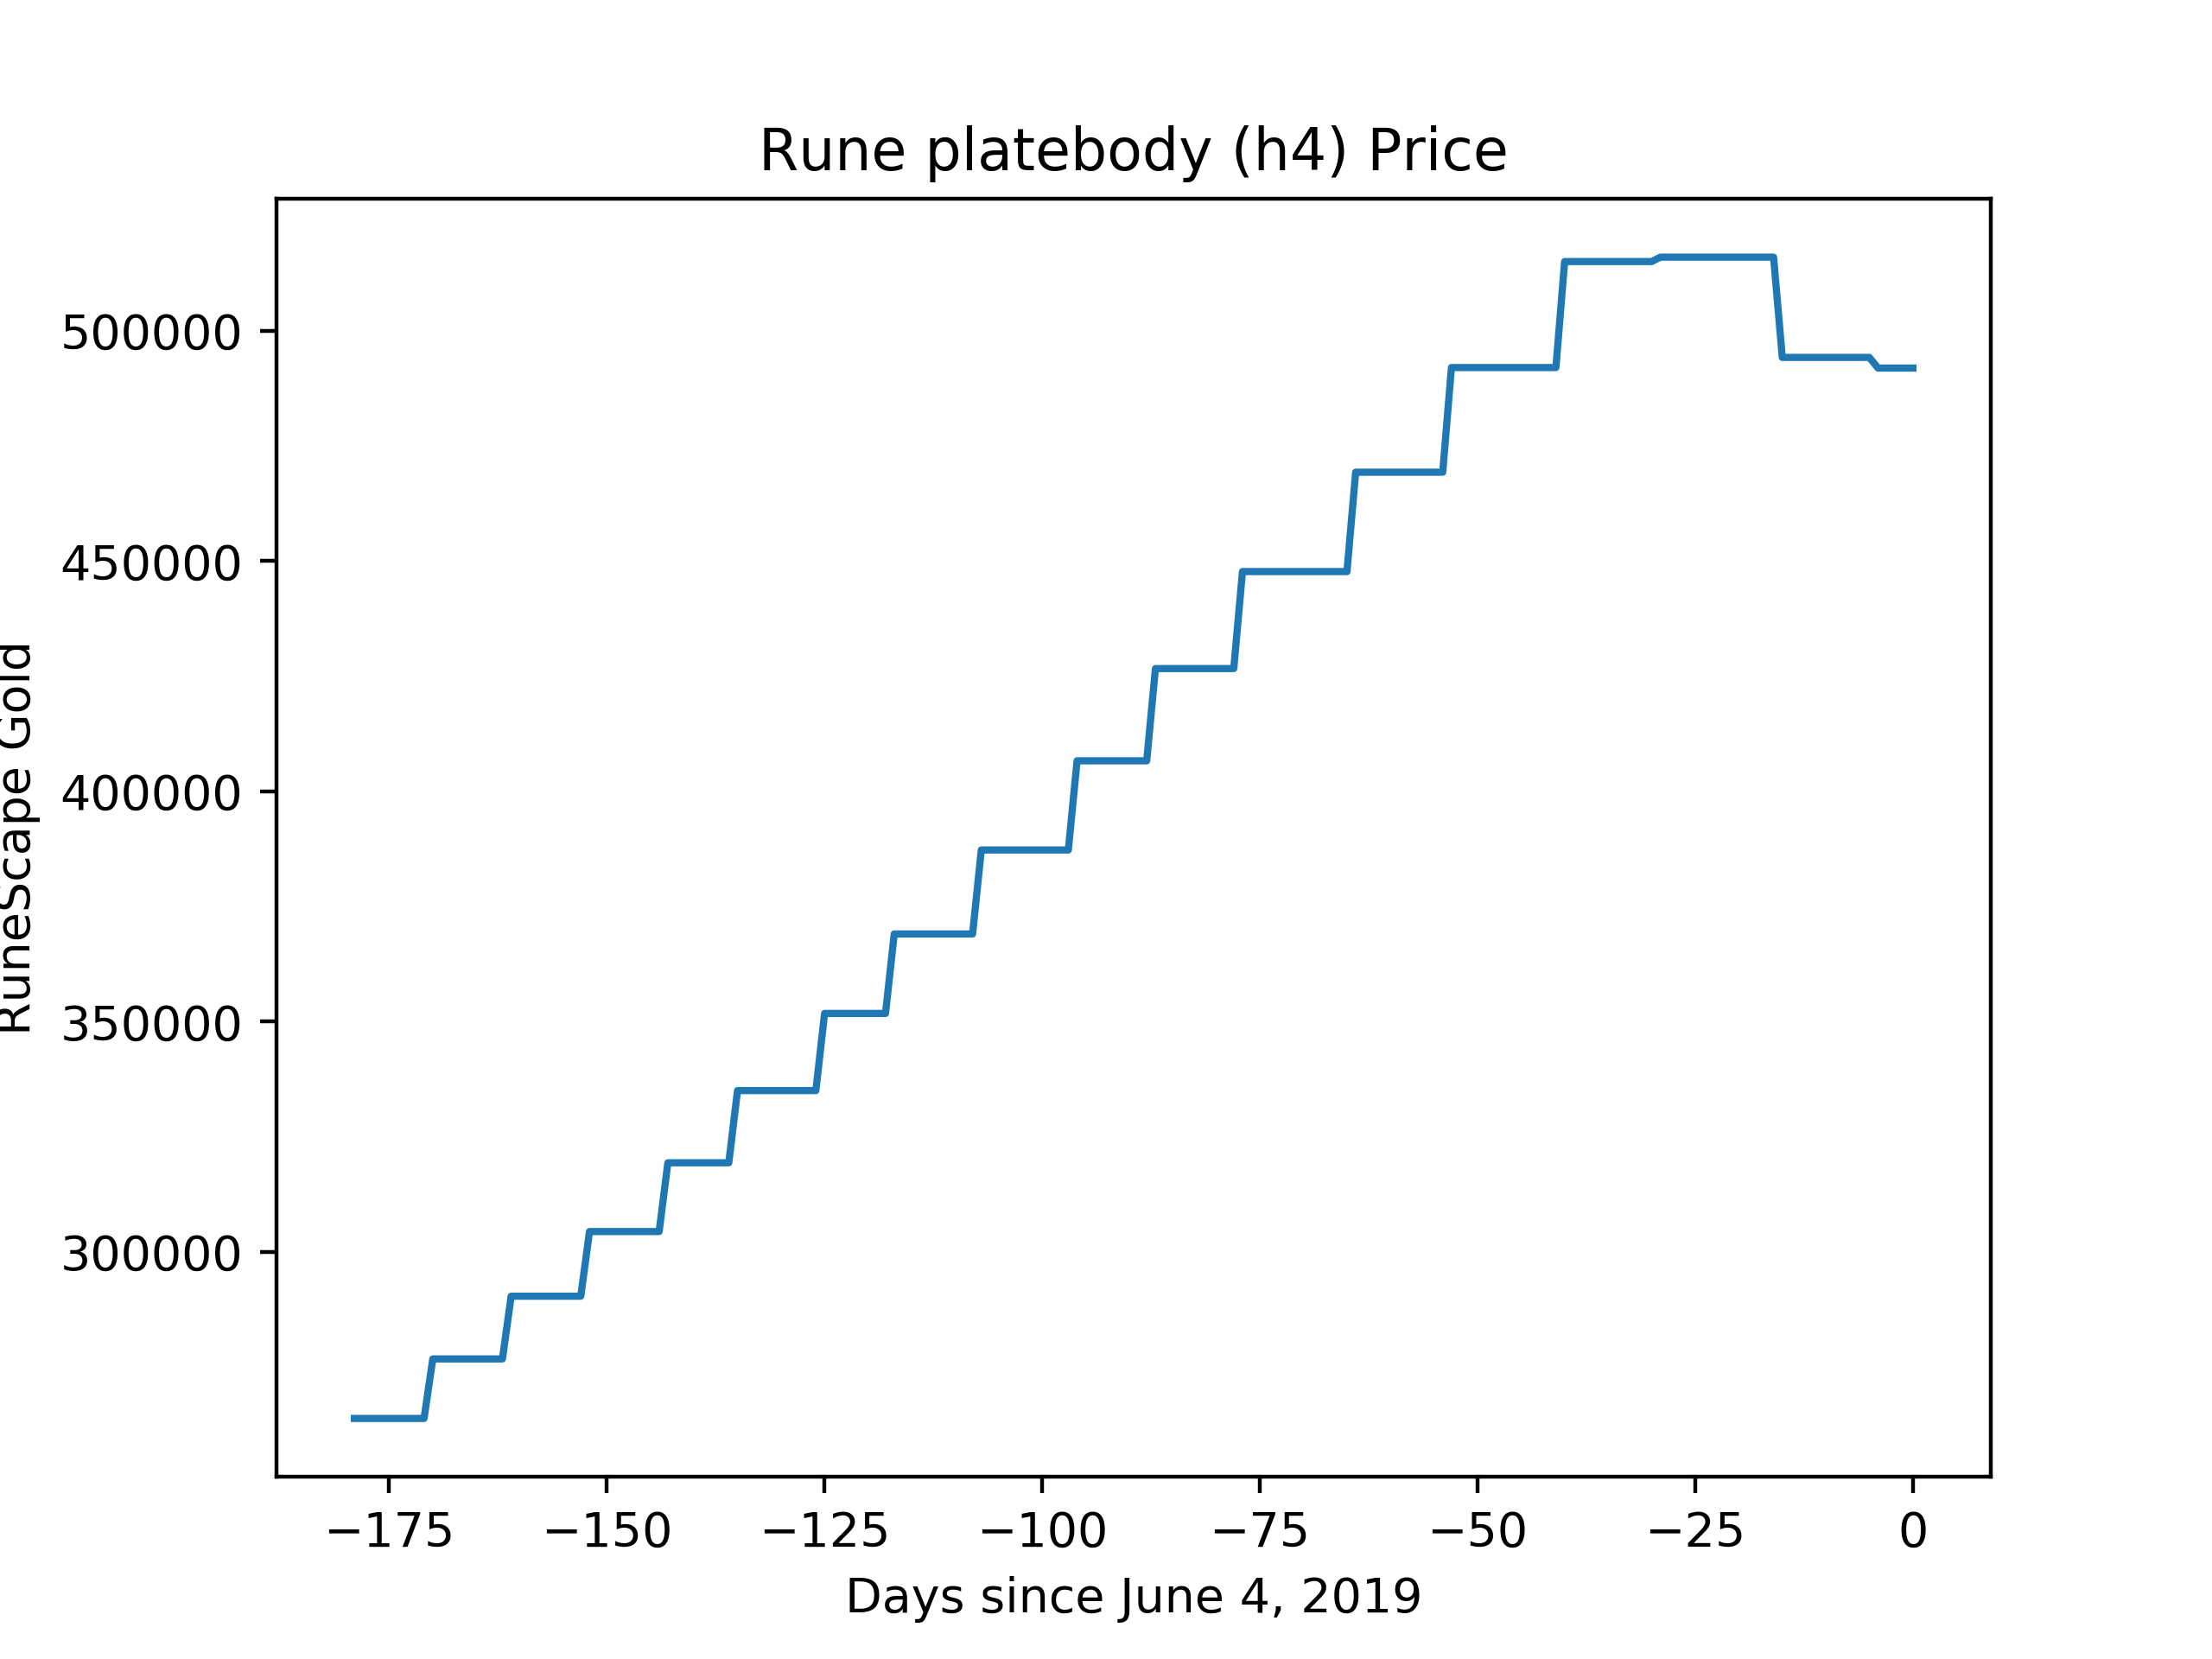 Rune platebody (h4) Price
500000
450000
400000
350000
300000
RuneScape Gold
−175 −150 −125 −100 −75 −50 −25 0
Days since June 4, 2019